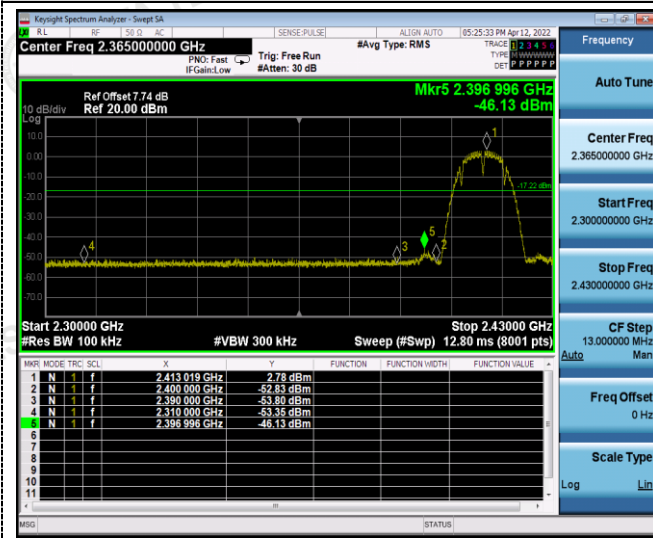 Keysight Spectrum Analyzer - Swept SA
RL RF 50 Ω AC SENSE:PULSE ALIGN AUTO 05:25:33 PM Apr 12, 2022
Center Freq 2.365000000 GHz #Avg Type: RMS TRACE 1 2 3 4 5 6
PNO: Fast Trig: Free Run TYPE MWWWWW
IFGain:Low #Atten: 30 dB DET P P P P P P
Frequency
Auto Tune
Center Freq
2.365000000 GHz
Start Freq
2.300000000 GHz
Stop Freq
2.430000000 GHz
CF Step
13.000000 MHz
Auto Man
Freq Offset
0 Hz
Scale Type
Log Lin
Mkr5 2.396 996 GHz
-46.13 dBm
Ref Offset 7.74 dB
10 dB/div Ref 20.00 dBm
Log
10.0
0.00
-10.0
-20.0
-30.0
-40.0
-50.0
-60.0
-70.0
1
-17.22 dBm
5
4
3
2
Start 2.30000 GHz Stop 2.43000 GHz
#Res BW 100 kHz #VBW 300 kHz Sweep (#Swp) 12.80 ms (8001 pts)
MKR MODE TRC SCL X Y FUNCTION FUNCTION WIDTH FUNCTION VALUE
1 N 1 f 2.413 019 GHz 2.78 dBm
2 N 1 f 2.400 000 GHz -52.83 dBm
3 N 1 f 2.390 000 GHz -53.80 dBm
4 N 1 f 2.310 000 GHz -53.35 dBm
5 N 1 f 2.396 996 GHz -46.13 dBm
6
7
8
9
10
11
MSG STATUS